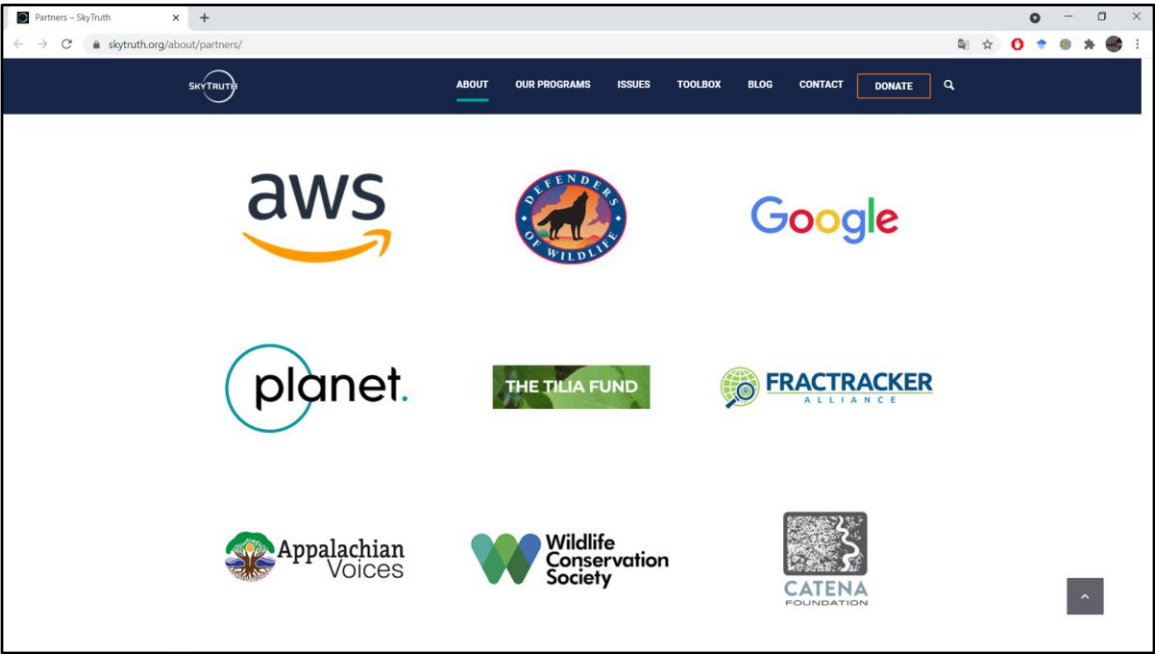 Partners – SkyTruth
skytruth.org/about/partners/
SKYTRUTH
ABOUT OUR PROGRAMS ISSUES TOOLBOX BLOG CONTACT DONATE
aws
DEFENDERS OF WILDLIFE
Google
planet.
THE TILIA FUND
FRACTRACKER
ALLIANCE
Appalachian
Voices
Wildlife
Conservation
Society
CATENA
FOUNDATION